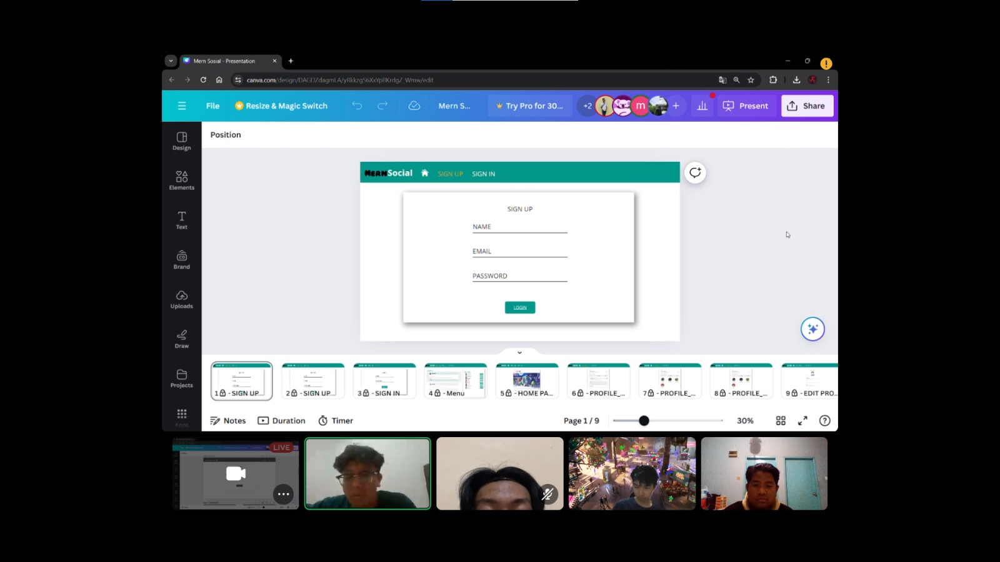 Mern Sosial - Presentation
canva.com/design/DAGDZdagmLA/yRkkzgS6XxYpBKrdgZ_Wmw/edit
File
Resize & Magic Switch
Mern S...
Try Pro for 30...
+2
m
Present
Share
Position
Design
Elements
Text
Brand
Uploads
Draw
Projects
Apps
MERNSocial
SIGN UP
SIGN IN
SIGN UP
NAME
EMAIL
PASSWORD
LOGIN
1 - SIGN UP
2 - SIGN UP
3 - SIGN IN
4 - Menu
5 - HOME PA...
6 - PROFILE_...
7 - PROFILE_...
8 - PROFILE_...
9 - EDIT PRO...
Notes
Duration
Timer
Page 1 / 9
30%
LIVE